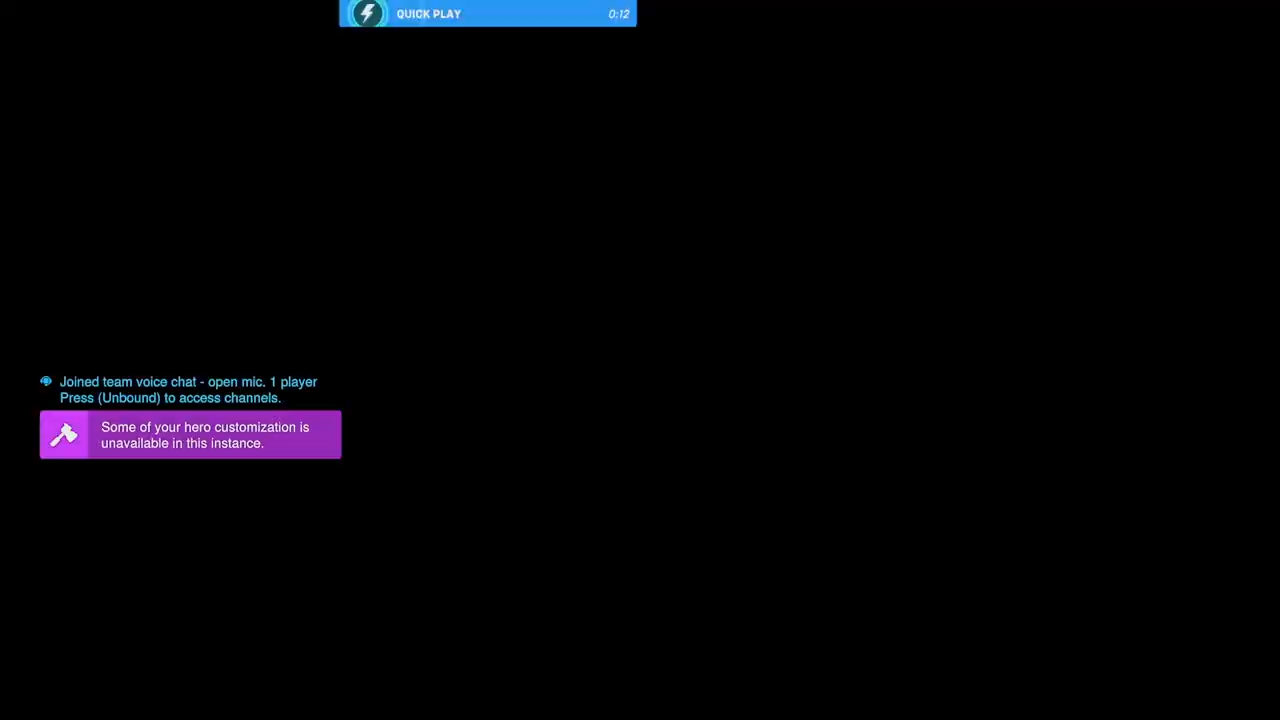 QUICK PLAY 0:12
Joined team voice chat - open mic. 1 player
Press (Unbound) to access channels.
Some of your hero customization is
unavailable in this instance.